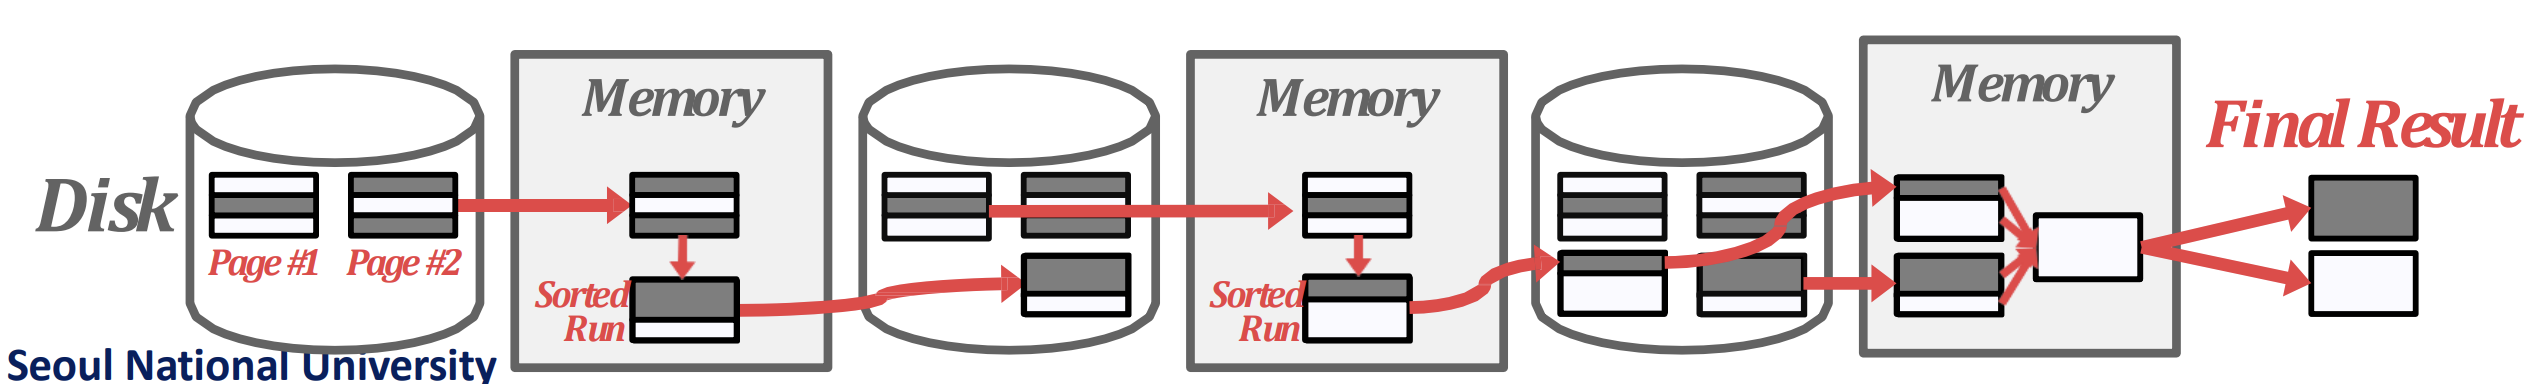 Disk
Page #1
Page #2
Memory
Sorted
Run
Memory
Sorted
Run
Memory
Final Result
Seoul National University